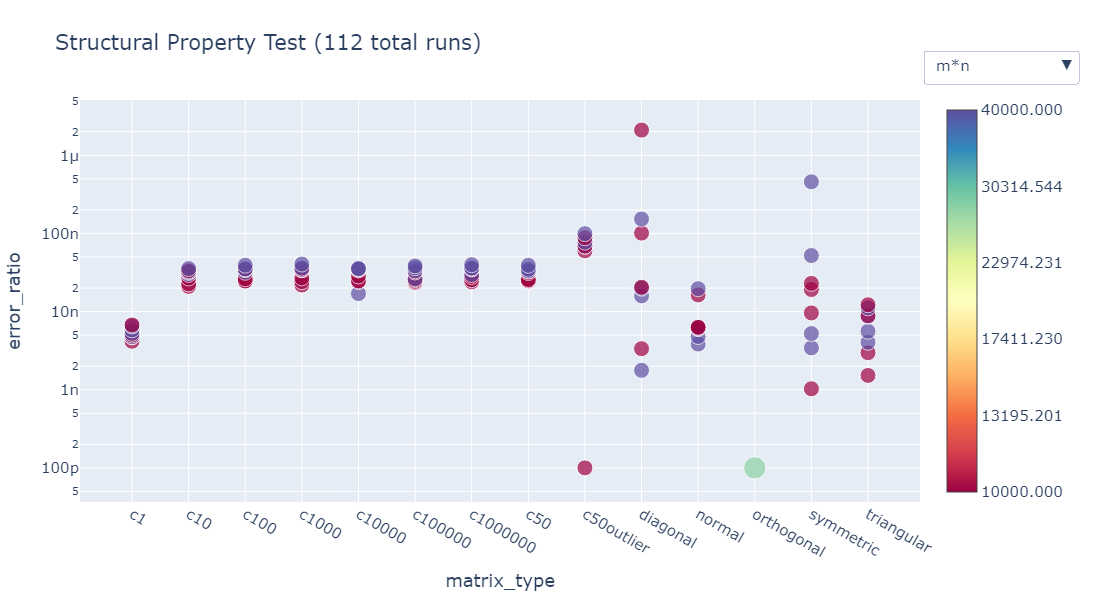 Structural Property Test (112 total runs)
m*n ▼
40000.000
30314.544
22974.231
17411.230
13195.201
10000.000
error_ratio
5
2
1μ
5
2
100n
5
2
10n
5
2
1n
5
2
100p
5
c1
c10
c100
c1000
c10000
c100000
c1000000
c50
c50outlier
diagonal
normal
orthogonal
symmetric
triangular
matrix_type